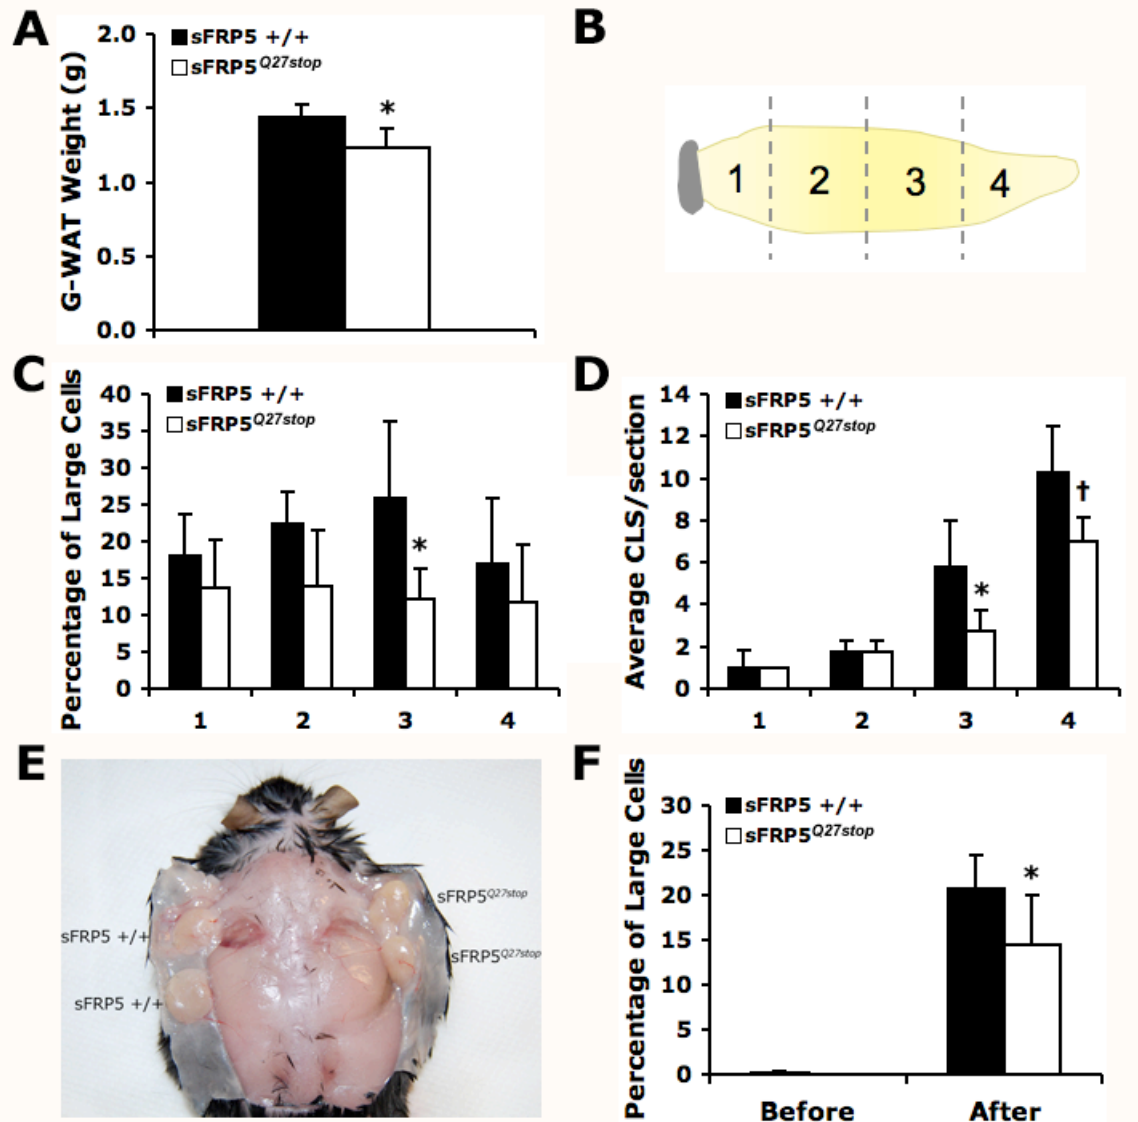 A
G-WAT Weight (g)
2.0
1.5
1.0
0.5
0.0
sFRP5 +/+
sFRP5Q27stop
*
B
1 2 3 4
C
Percentage of Large Cells
40
35
30
25
20
15
10
5
0
sFRP5 +/+
sFRP5Q27stop
*
1 2 3 4
D
Average CLS/section
14
12
10
8
6
4
2
0
sFRP5 +/+
sFRP5Q27stop
*
†
1 2 3 4
E
sFRP5Q27stop
sFRP5 +/+
sFRP5Q27stop
sFRP5 +/+
F
Percentage of Large Cells
30
25
20
15
10
5
0
sFRP5 +/+
sFRP5Q27stop
*
Before After